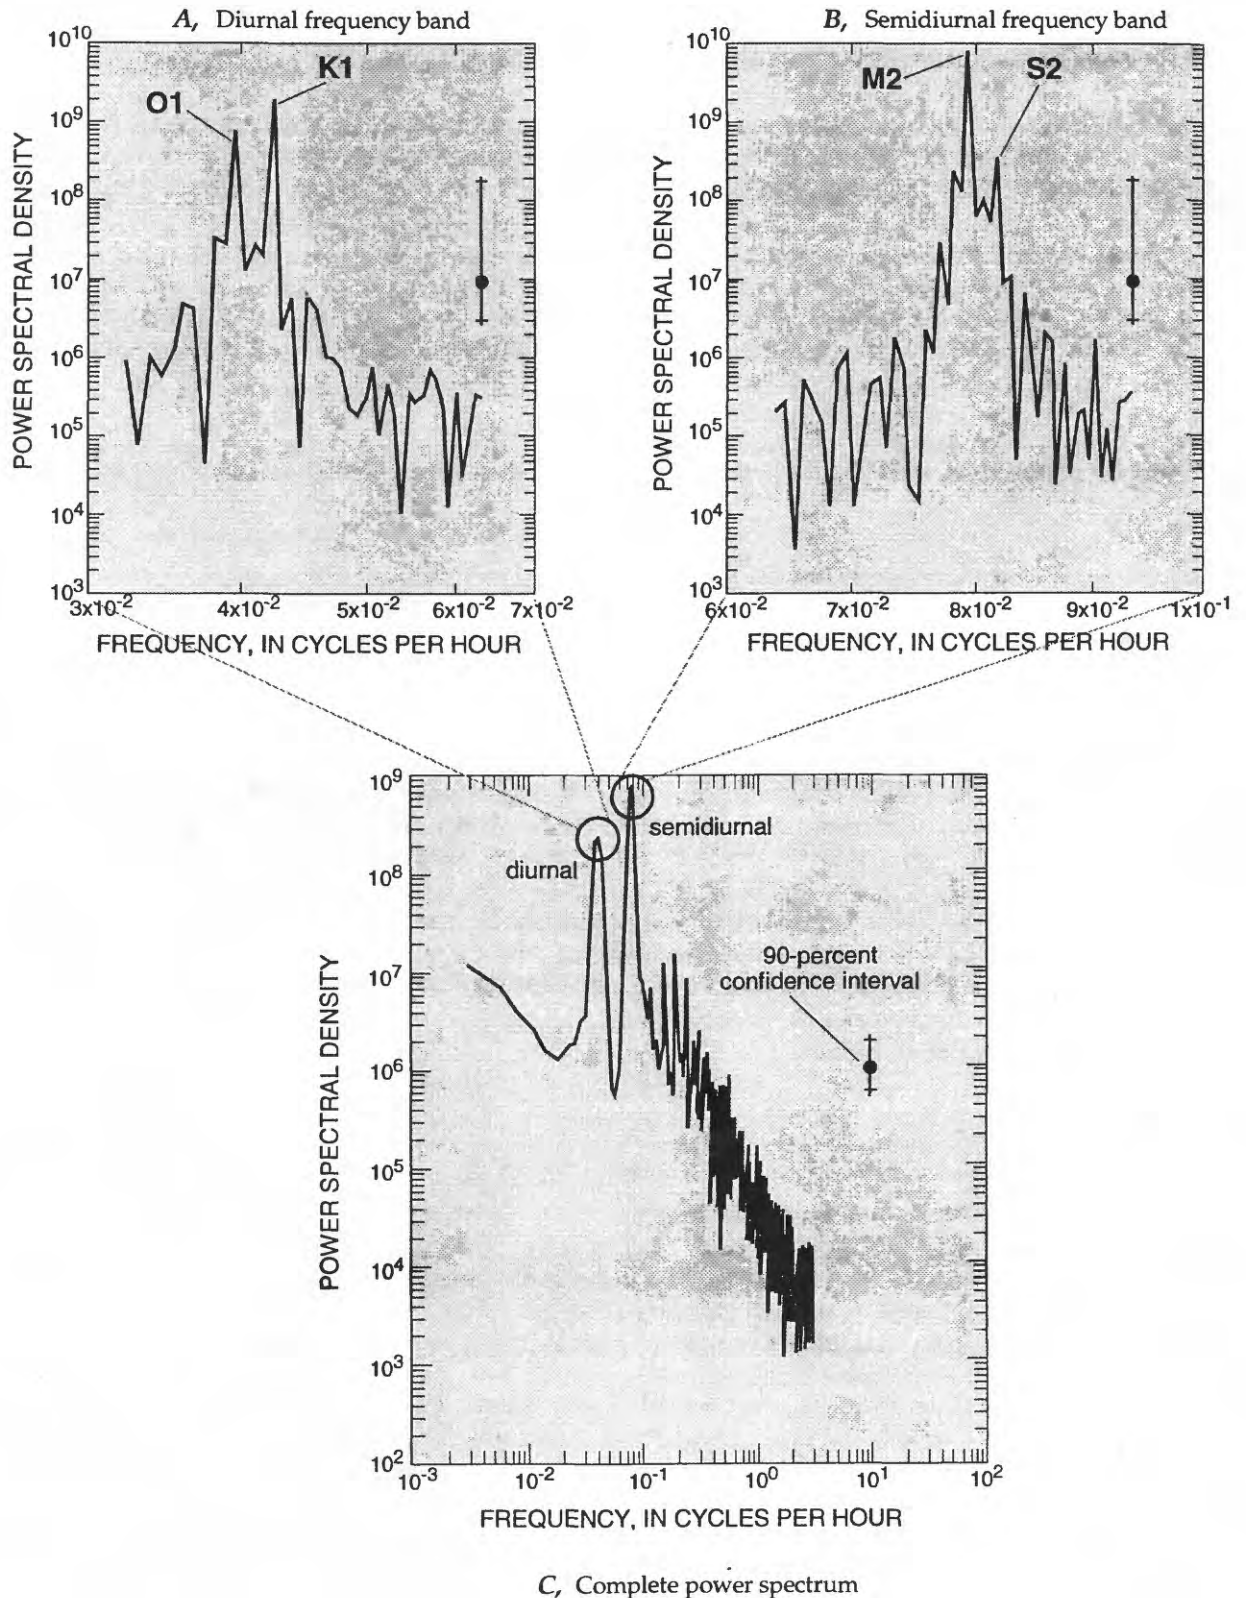 A, Diurnal frequency band
10¹⁰
10⁹
10⁸
10⁷
10⁶
10⁵
10⁴
10³
POWER SPECTRAL DENSITY
O1
K1
3x10⁻²
4x10⁻²
5x10⁻²
6x10⁻²
7x10⁻²
FREQUENCY, IN CYCLES PER HOUR
B, Semidiurnal frequency band
10¹⁰
10⁹
10⁸
10⁷
10⁶
10⁵
10⁴
10³
POWER SPECTRAL DENSITY
M2
S2
6x10⁻²
7x10⁻²
8x10⁻²
9x10⁻²
1x10⁻¹
FREQUENCY, IN CYCLES PER HOUR
10⁹
10⁸
10⁷
10⁶
10⁵
10⁴
10³
10²
POWER SPECTRAL DENSITY
diurnal
semidiurnal
90-percent
confidence interval
10⁻³
10⁻²
10⁻¹
10⁰
10¹
10²
FREQUENCY, IN CYCLES PER HOUR
C, Complete power spectrum